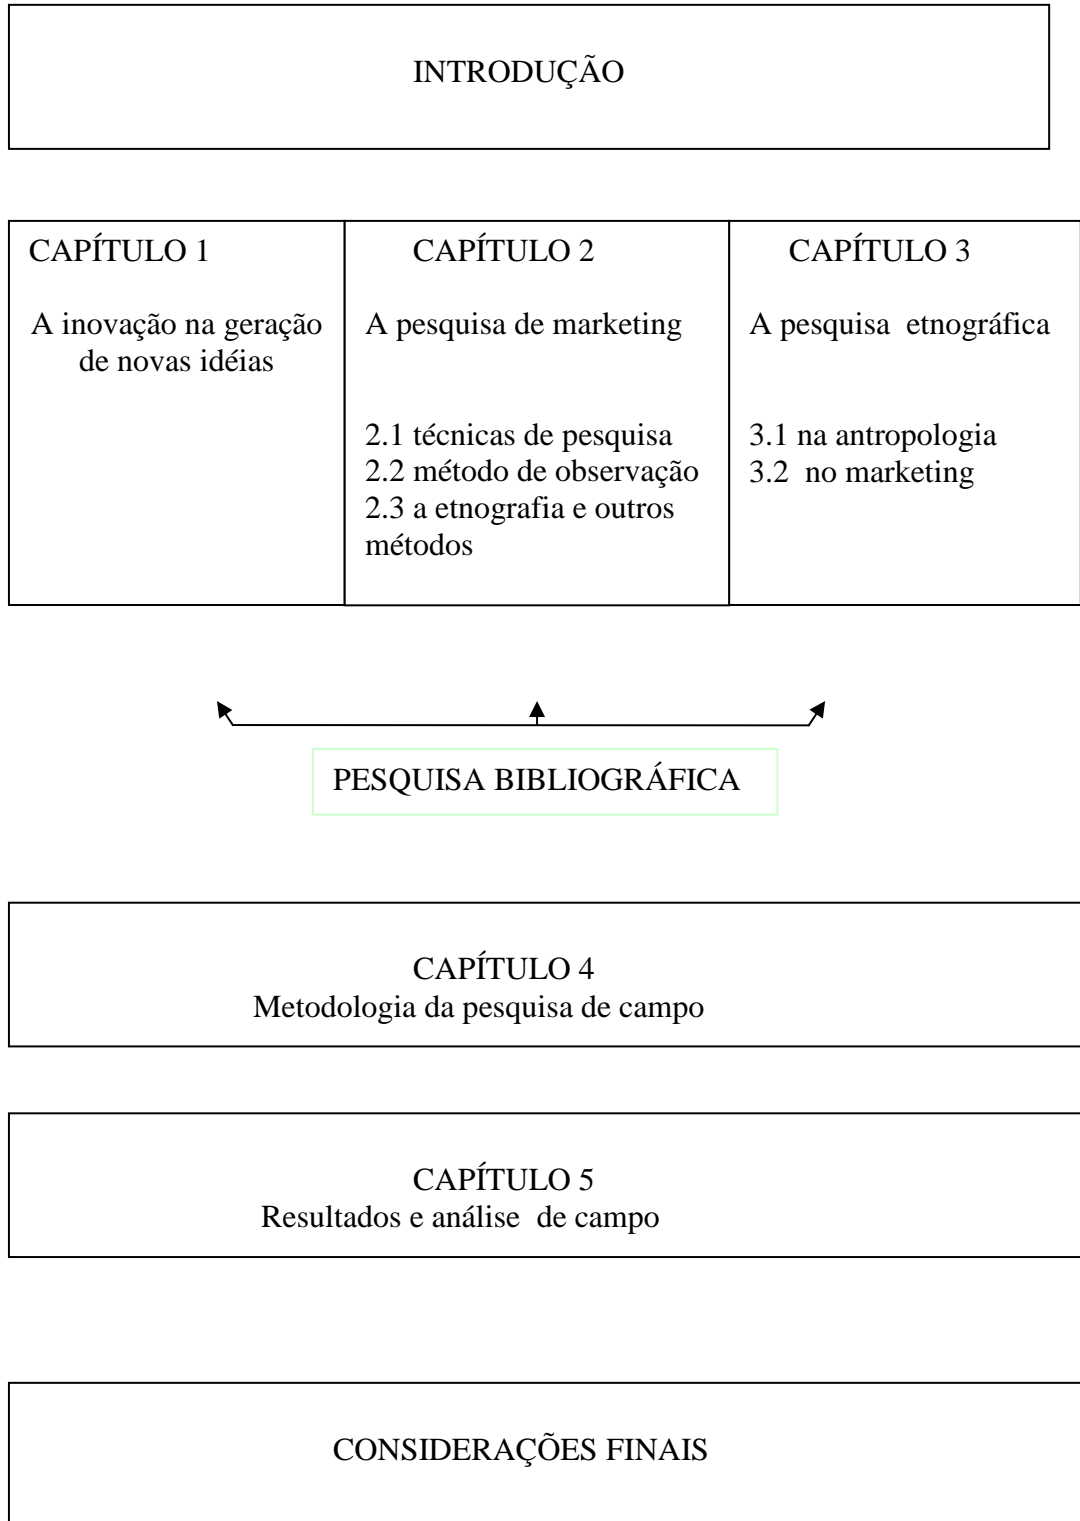 INTRODUÇÃO
CAPÍTULO 1
A inovação na geração
de novas idéias
CAPÍTULO 2
A pesquisa de marketing
2.1 técnicas de pesquisa
2.2 método de observação
2.3 a etnografia e outros
métodos
CAPÍTULO 3
A pesquisa  etnográfica
3.1 na antropologia
3.2  no marketing
PESQUISA BIBLIOGRÁFICA
CAPÍTULO 4
Metodologia da pesquisa de campo
CAPÍTULO 5
Resultados e análise  de campo
CONSIDERAÇÕES FINAIS